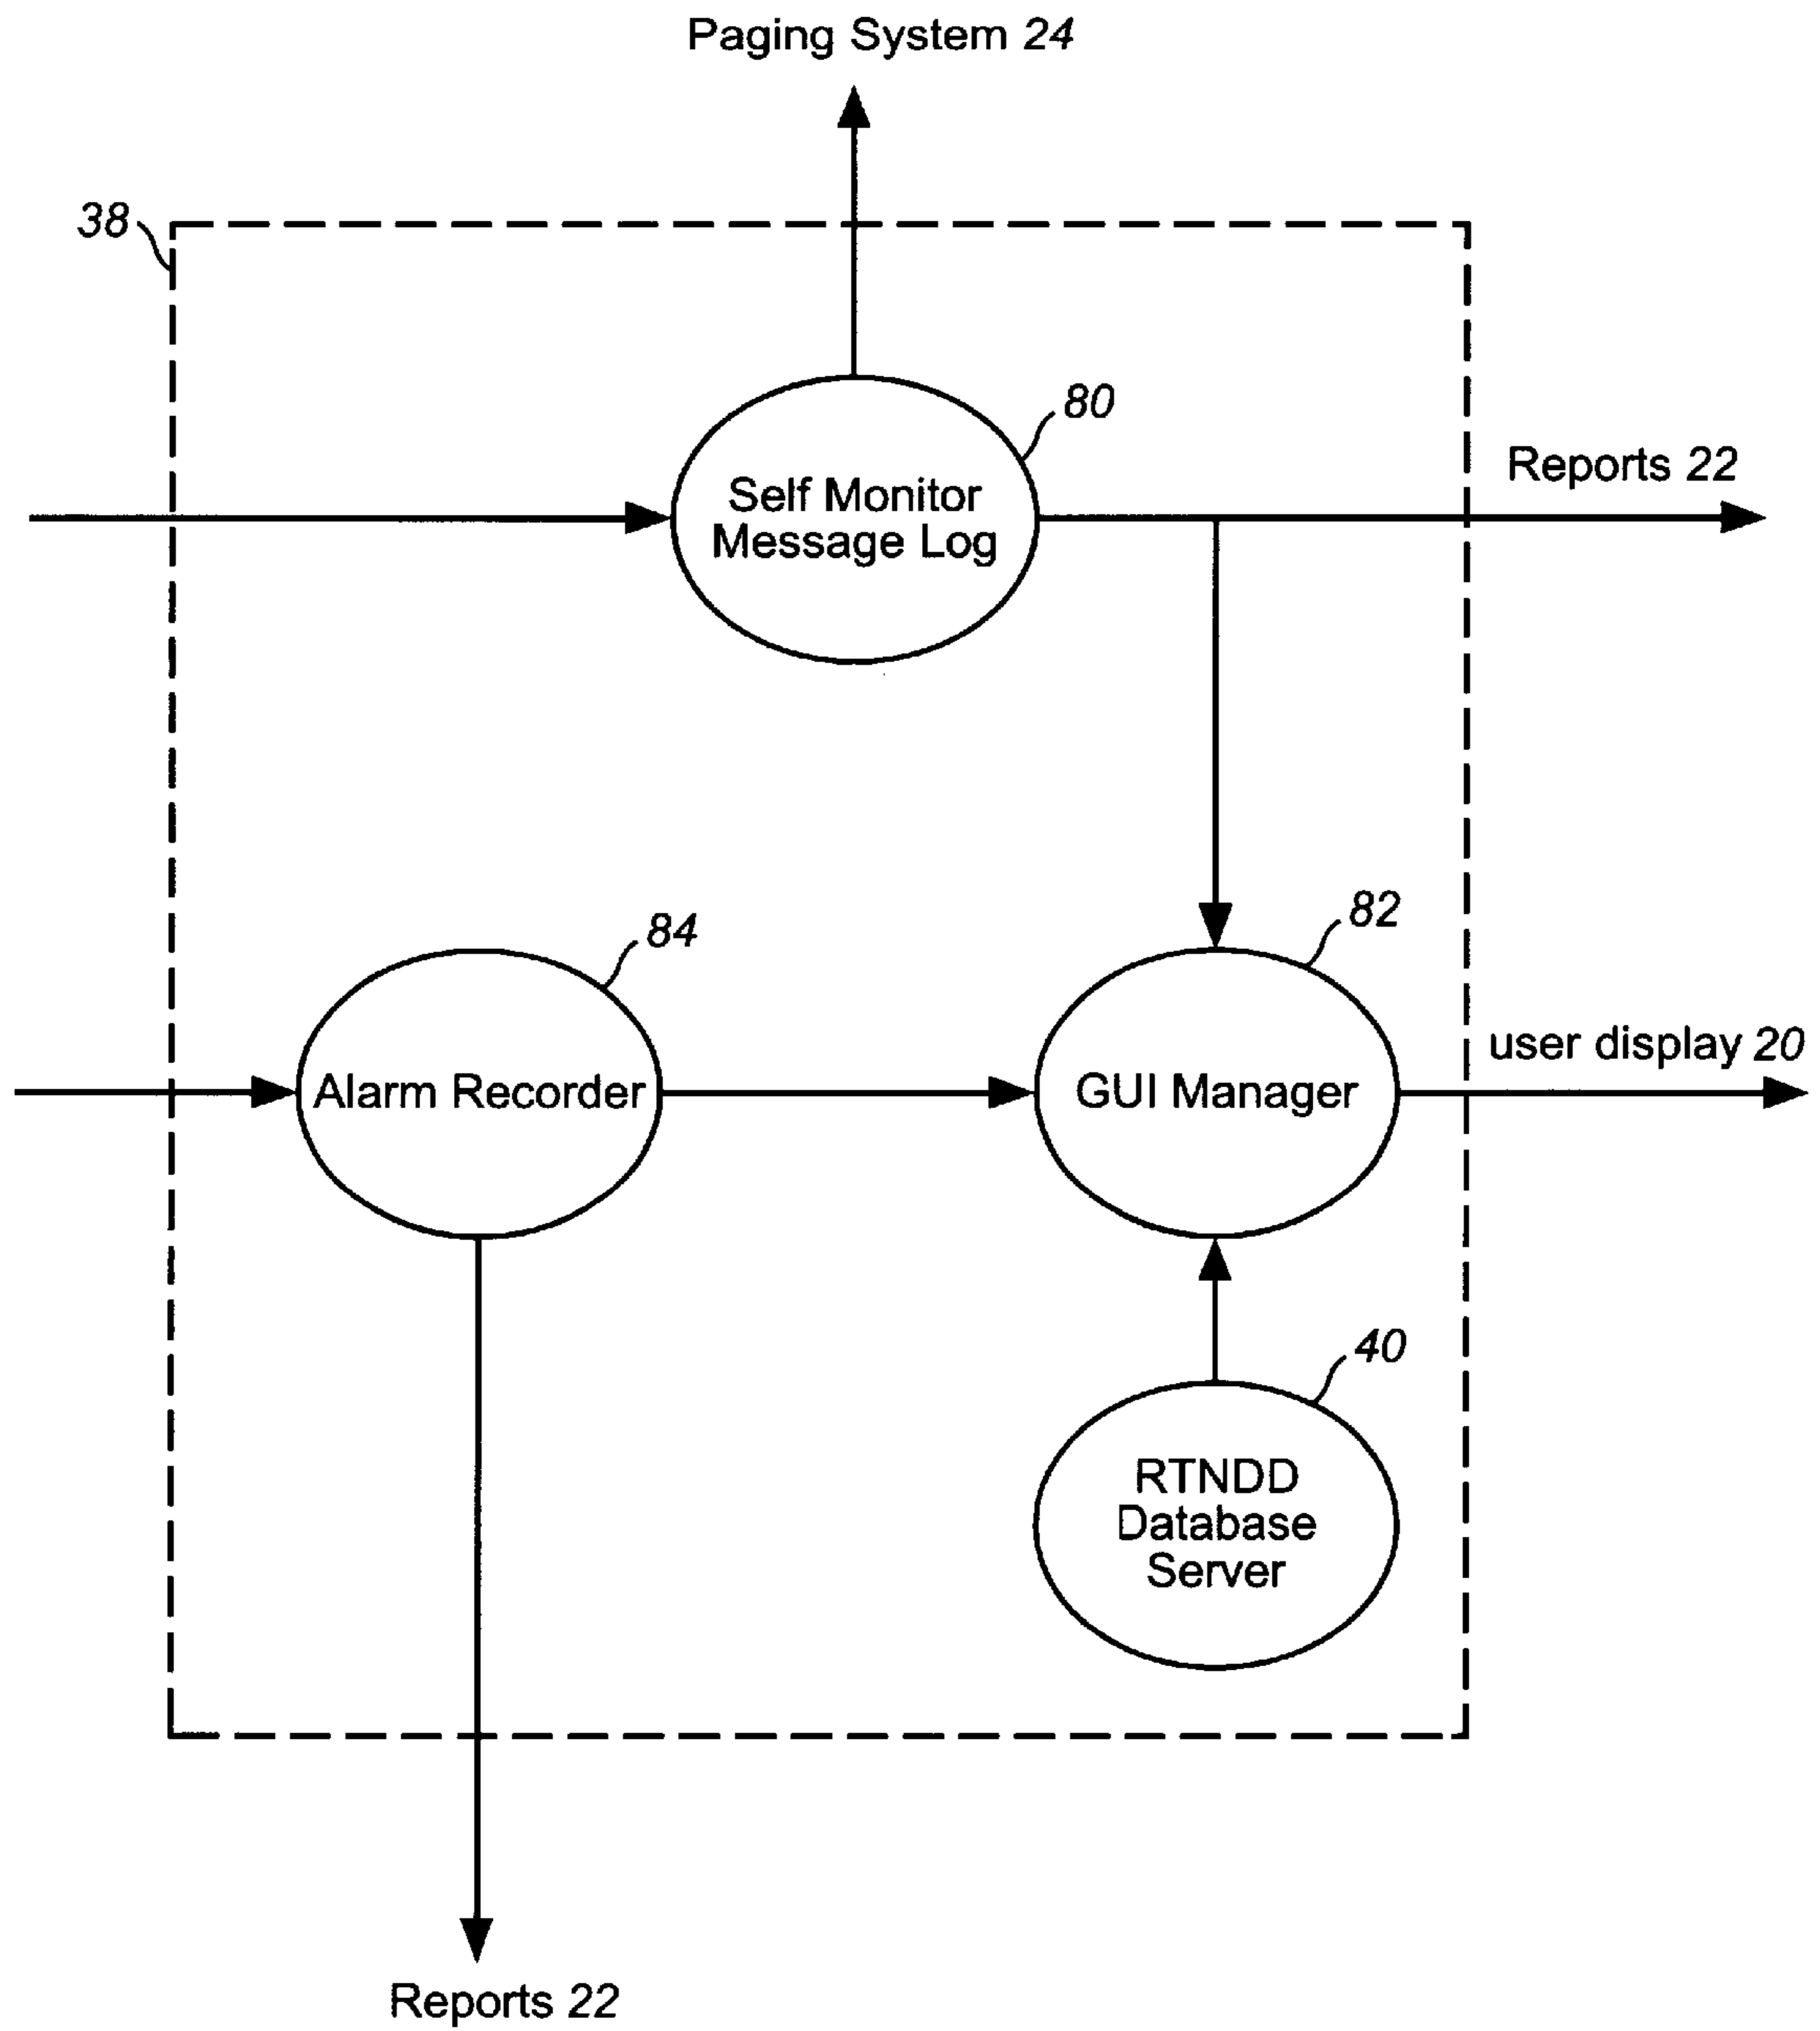 Paging System 24
38
80
Reports 22
Self Monitor
Message Log
84
82
user display 20
Alarm Recorder
GUI Manager
40
RTNDD
Database
Server
Reports 22